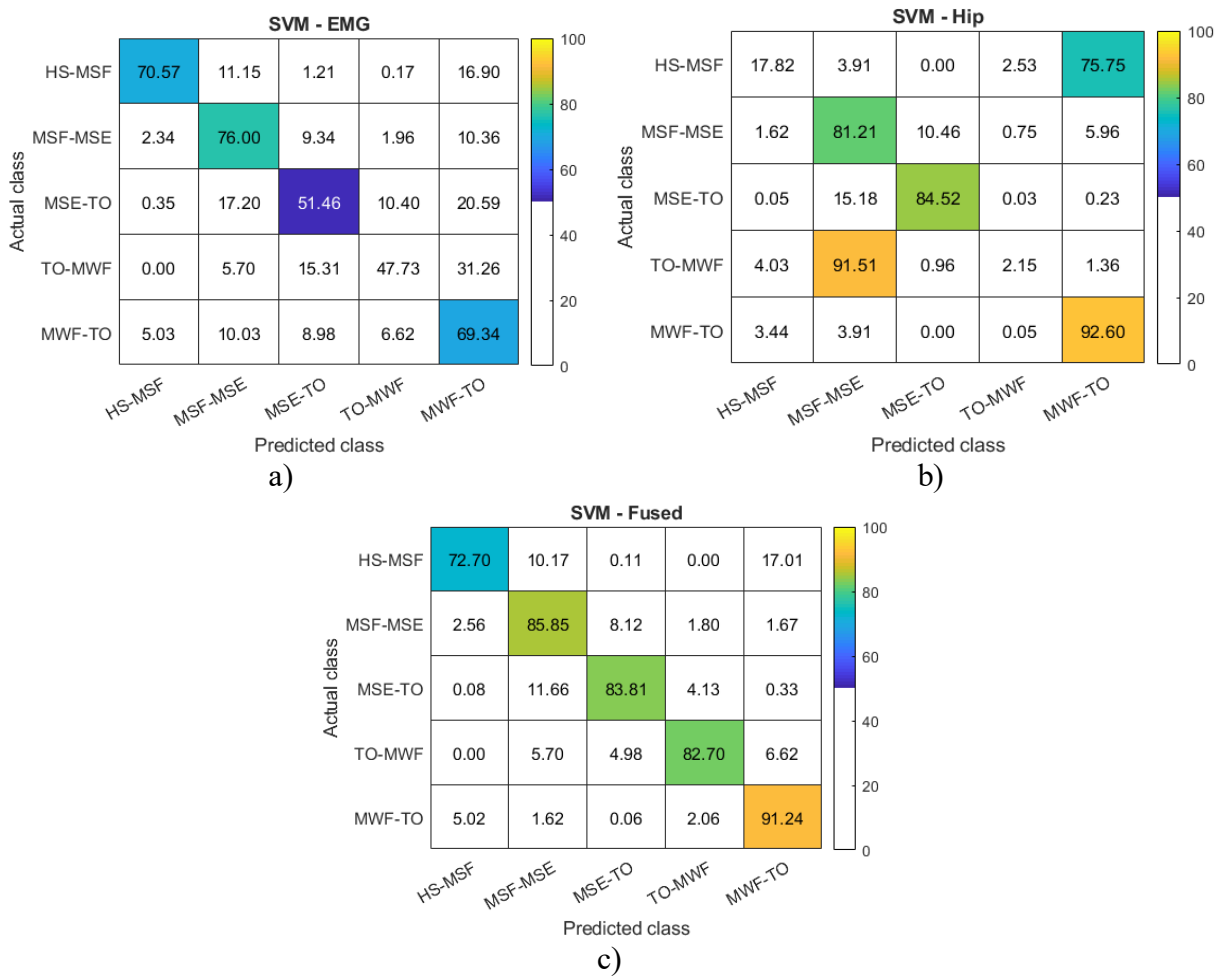 SVM - EMG
Actual class
HS-MSF 70.57 11.15 1.21 0.17 16.90
MSF-MSE 2.34 76.00 9.34 1.96 10.36
MSE-TO 0.35 17.20 51.46 10.40 20.59
TO-MWF 0.00 5.70 15.31 47.73 31.26
MWF-TO 5.03 10.03 8.98 6.62 69.34
HS-MSF MSF-MSE MSE-TO TO-MWF MWF-TO
Predicted class
100
80
60
40
20
0
a)
SVM - Hip
Actual class
HS-MSF 17.82 3.91 0.00 2.53 75.75
MSF-MSE 1.62 81.21 10.46 0.75 5.96
MSE-TO 0.05 15.18 84.52 0.03 0.23
TO-MWF 4.03 91.51 0.96 2.15 1.36
MWF-TO 3.44 3.91 0.00 0.05 92.60
HS-MSF MSF-MSE MSE-TO TO-MWF MWF-TO
Predicted class
100
80
60
40
20
0
b)
SVM - Fused
Actual class
HS-MSF 72.70 10.17 0.11 0.00 17.01
MSF-MSE 2.56 85.85 8.12 1.80 1.67
MSE-TO 0.08 11.66 83.81 4.13 0.33
TO-MWF 0.00 5.70 4.98 82.70 6.62
MWF-TO 5.02 1.62 0.06 2.06 91.24
HS-MSF MSF-MSE MSE-TO TO-MWF MWF-TO
Predicted class
100
80
60
40
20
0
c)